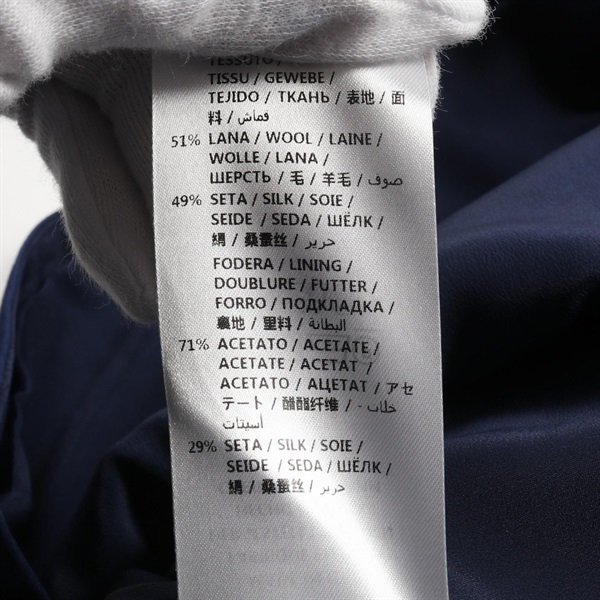 TESSUTO /
TISSU / GEWEBE /
TEJIDO / ТКАНЬ / 表地 / 面
料 / قماش
51% LANA / WOOL / LAINE /
WOLLE / LANA /
ШЕРСТЬ / 毛 / 羊毛 / صوف
49% SETA / SILK / SOIE /
SEIDE / SEDA / ШЁЛК /
絹 / 桑蚕丝 / حرير
FODERA / LINING /
DOUBLURE / FUTTER /
FORRO / ПОДКЛАДКА /
裏地 / 里料 / البطانة
71% ACETATO / ACETATE /
ACETATE / ACETAT /
ACETATO / АЦЕТАТ / アセ
テート / 醋酯纤维 / خلات -
أسيتات
29% SETA / SILK / SOIE /
SEIDE / SEDA / ШЁЛК /
絹 / 桑蚕丝 / حرير